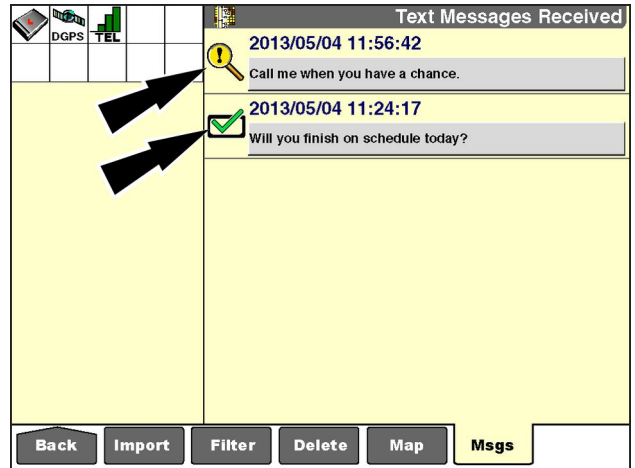 DGPS
TEL
Text Messages Received
2013/05/04 11:56:42
Call me when you have a chance.
2013/05/04 11:24:17
Will you finish on schedule today?
Back Import Filter Delete Map Msgs